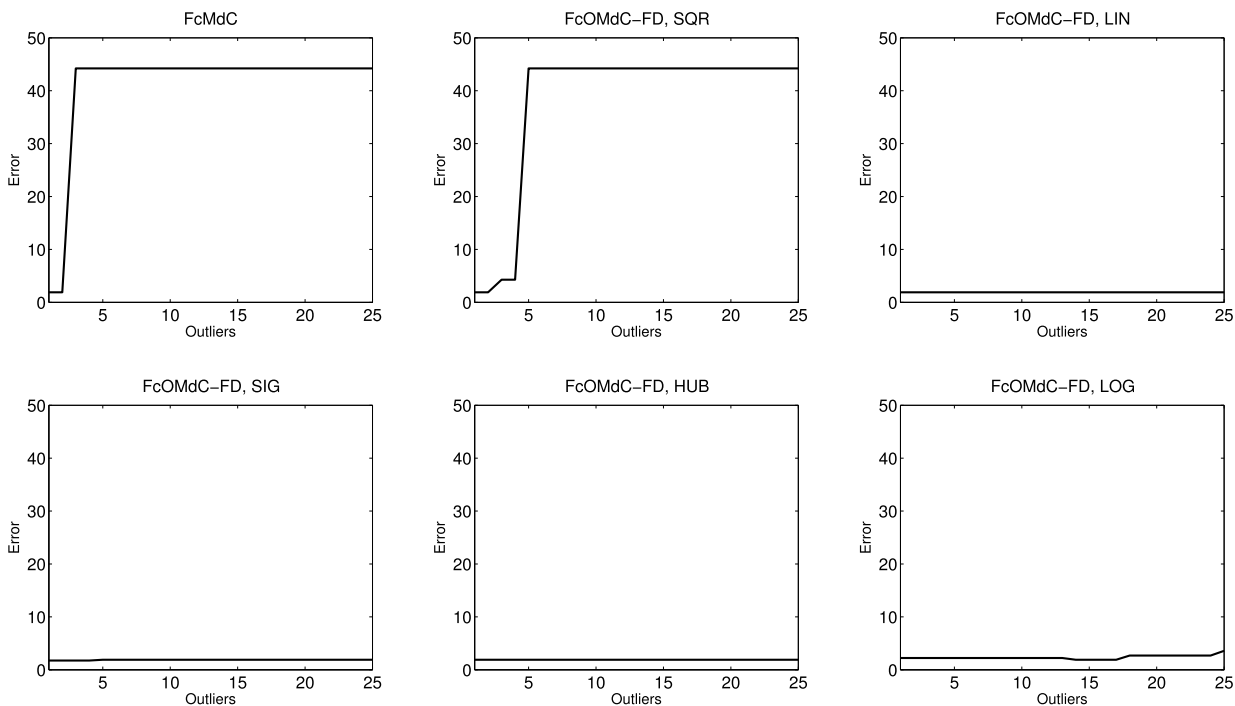 FcMdC
50
40
30
20
10
0
Error
5 10 15 20 25
Outliers
FcOMdC−FD, SQR
50
40
30
20
10
0
Error
5 10 15 20 25
Outliers
FcOMdC−FD, LIN
50
40
30
20
10
0
Error
5 10 15 20 25
Outliers
FcOMdC−FD, SIG
50
40
30
20
10
0
Error
5 10 15 20 25
Outliers
FcOMdC−FD, HUB
50
40
30
20
10
0
Error
5 10 15 20 25
Outliers
FcOMdC−FD, LOG
50
40
30
20
10
0
Error
5 10 15 20 25
Outliers